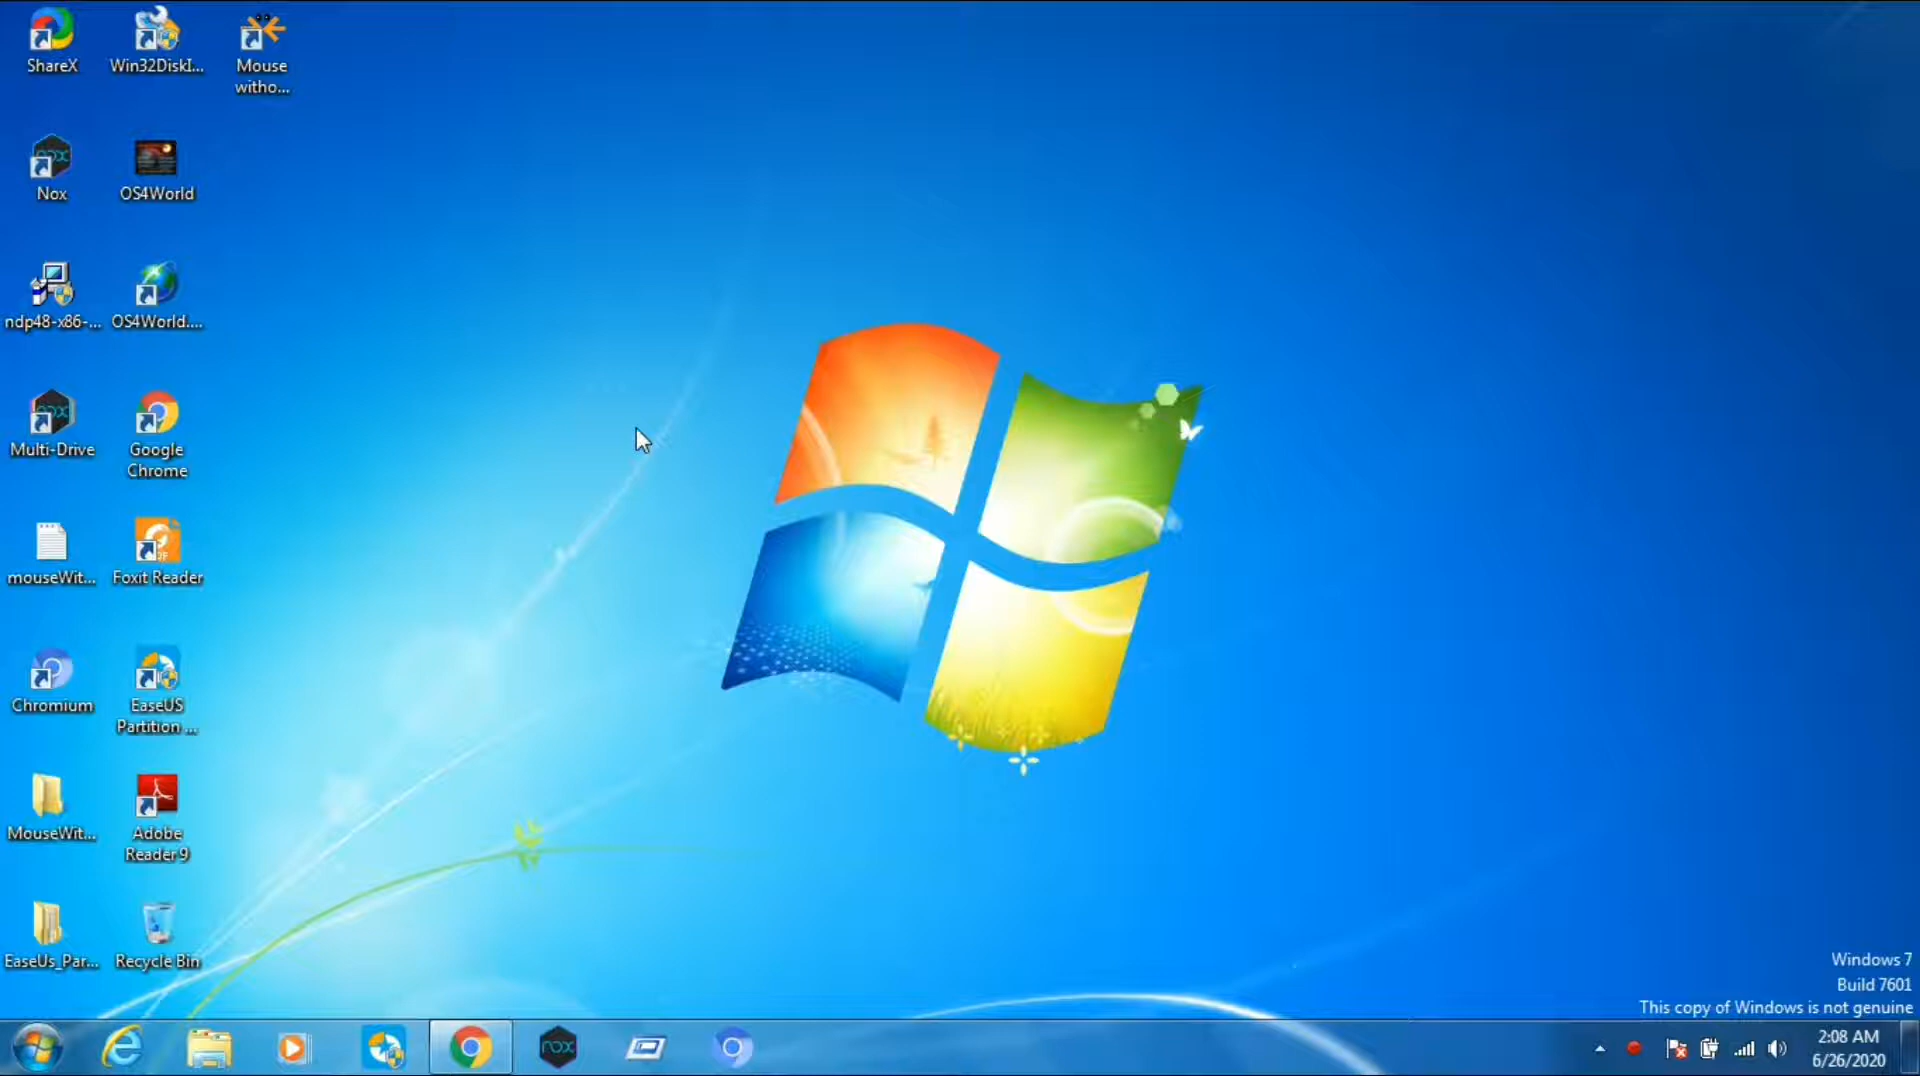 ShareX
Win32DiskI...
Mouse
witho...
Nox
OS4World
ndp48-x86-...
OS4World....
Multi-Drive
Google
Chrome
mouseWit...
Foxit Reader
Chromium
EaseUS
Partition ...
MouseWit...
Adobe
Reader 9
EaseUs_Par...
Recycle Bin
Windows 7
Build 7601
This copy of Windows is not genuine
nox
2:08 AM
6/26/2020